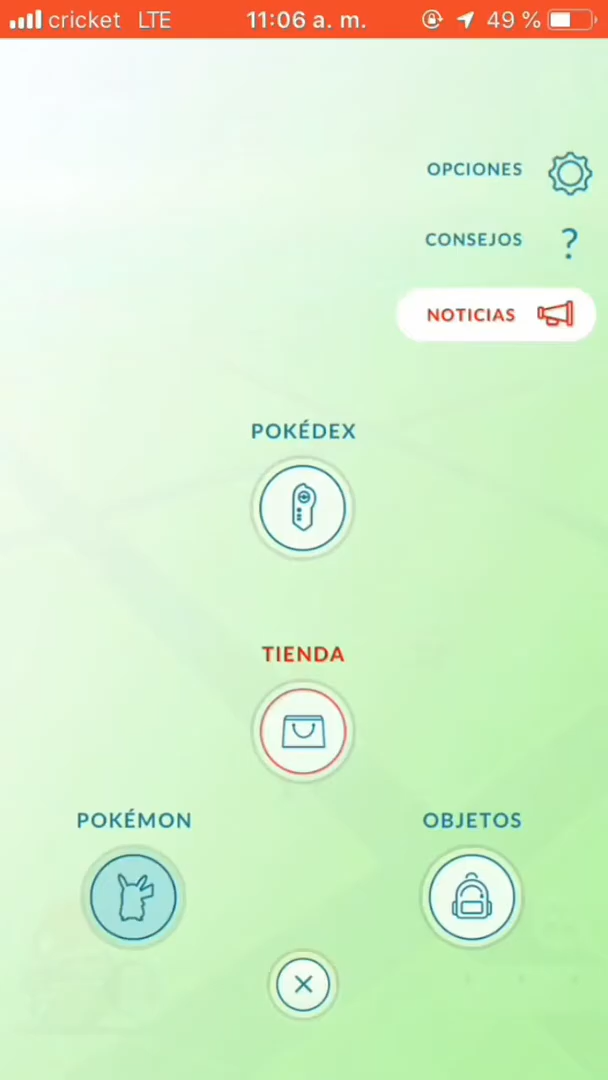 cricket LTE 11:06 a. m. 49 %
OPCIONES
CONSEJOS ?
NOTICIAS
POKÉDEX
TIENDA
POKÉMON OBJETOS